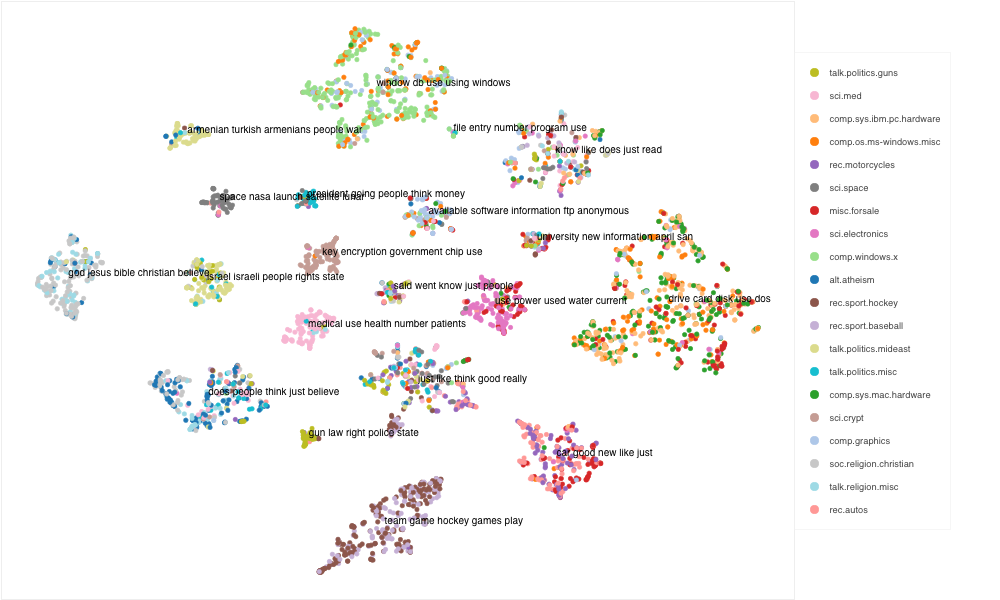 window db use using windows
armenian turkish armenians people war
file entry number program use
know like does just read
space nasa launch satellite lunar
president going people think money
available software information ftp anonymous
university new information april san
key encryption government chip use
god jesus bible christian believe
israel israeli people rights state
said went know just people
use power used water current
drive card disk use dos
medical use health number patients
just like think good really
does people think just believe
gun law right police state
car good new like just
team game hockey games play
talk.politics.guns
sci.med
comp.sys.ibm.pc.hardware
comp.os.ms-windows.misc
rec.motorcycles
sci.space
misc.forsale
sci.electronics
comp.windows.x
alt.atheism
rec.sport.hockey
rec.sport.baseball
talk.politics.mideast
talk.politics.misc
comp.sys.mac.hardware
sci.crypt
comp.graphics
soc.religion.christian
talk.religion.misc
rec.autos